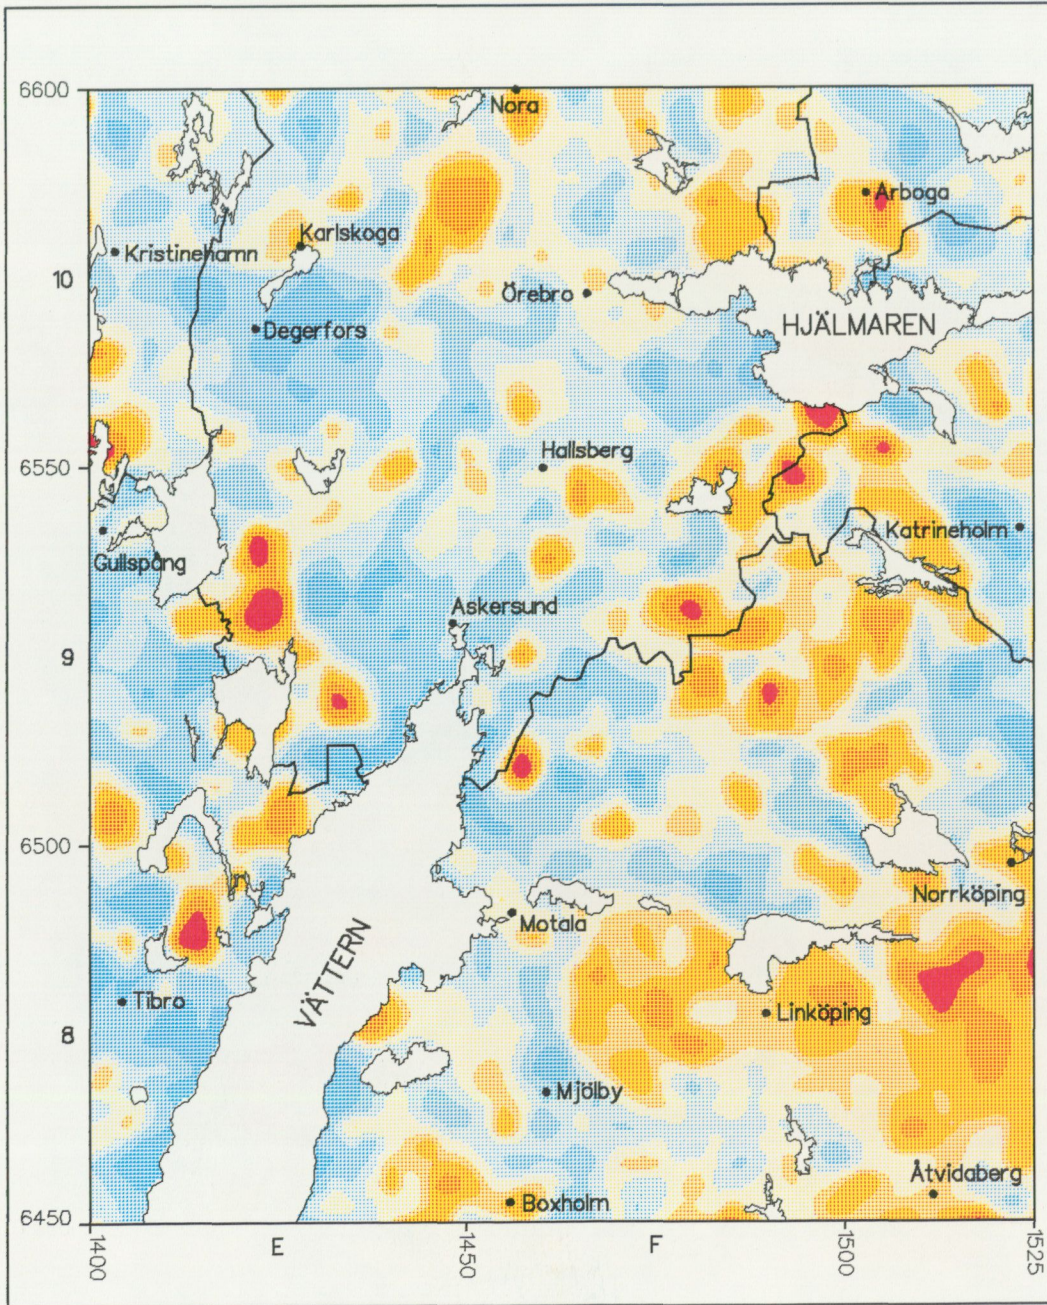 6600
Nora
Arboga
Karlskoga
Kristinehamn
10
Örebro
HJÄLMAREN
Degerfors
Hallsberg
6550
Katrineholm
Gullspång
Askersund
9
6500
Norrköping
Motala
VÄTTERN
Tibro
Linköping
8
Mjölby
Åtvidaberg
Boxholm
6450
1400
E
1450
F
1500
1525